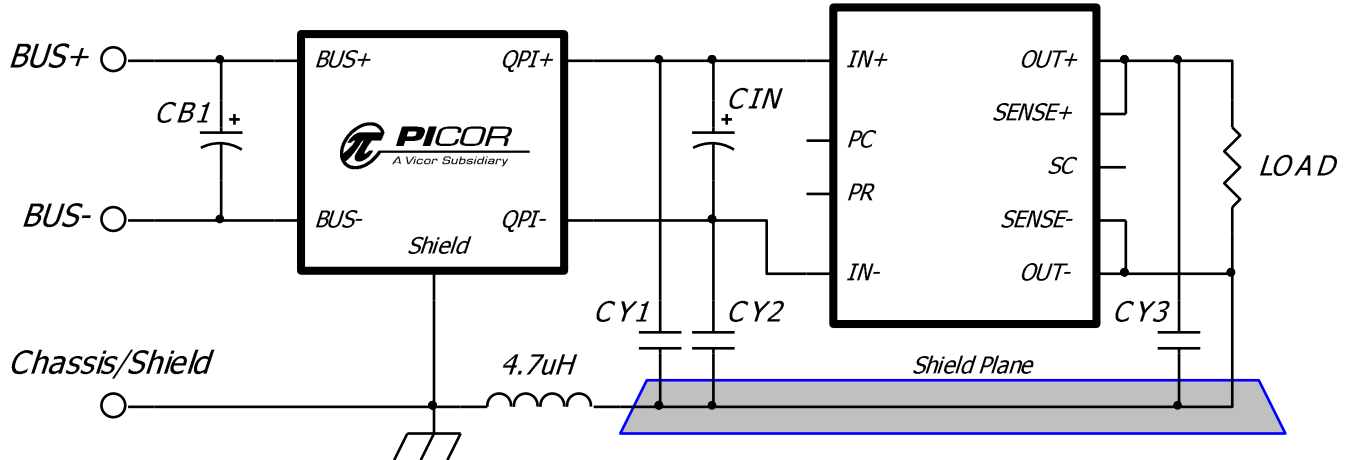 BUS+
BUS+
QPI+
IN+
OUT+
CB1
+
CIN
+
SENSE+
PICOR
A Vicor Subsidiary
PC
SC
LOAD
PR
BUS-
BUS-
QPI-
SENSE-
Shield
IN-
OUT-
CY1
CY2
CY3
Chassis/Shield
4.7uH
Shield Plane